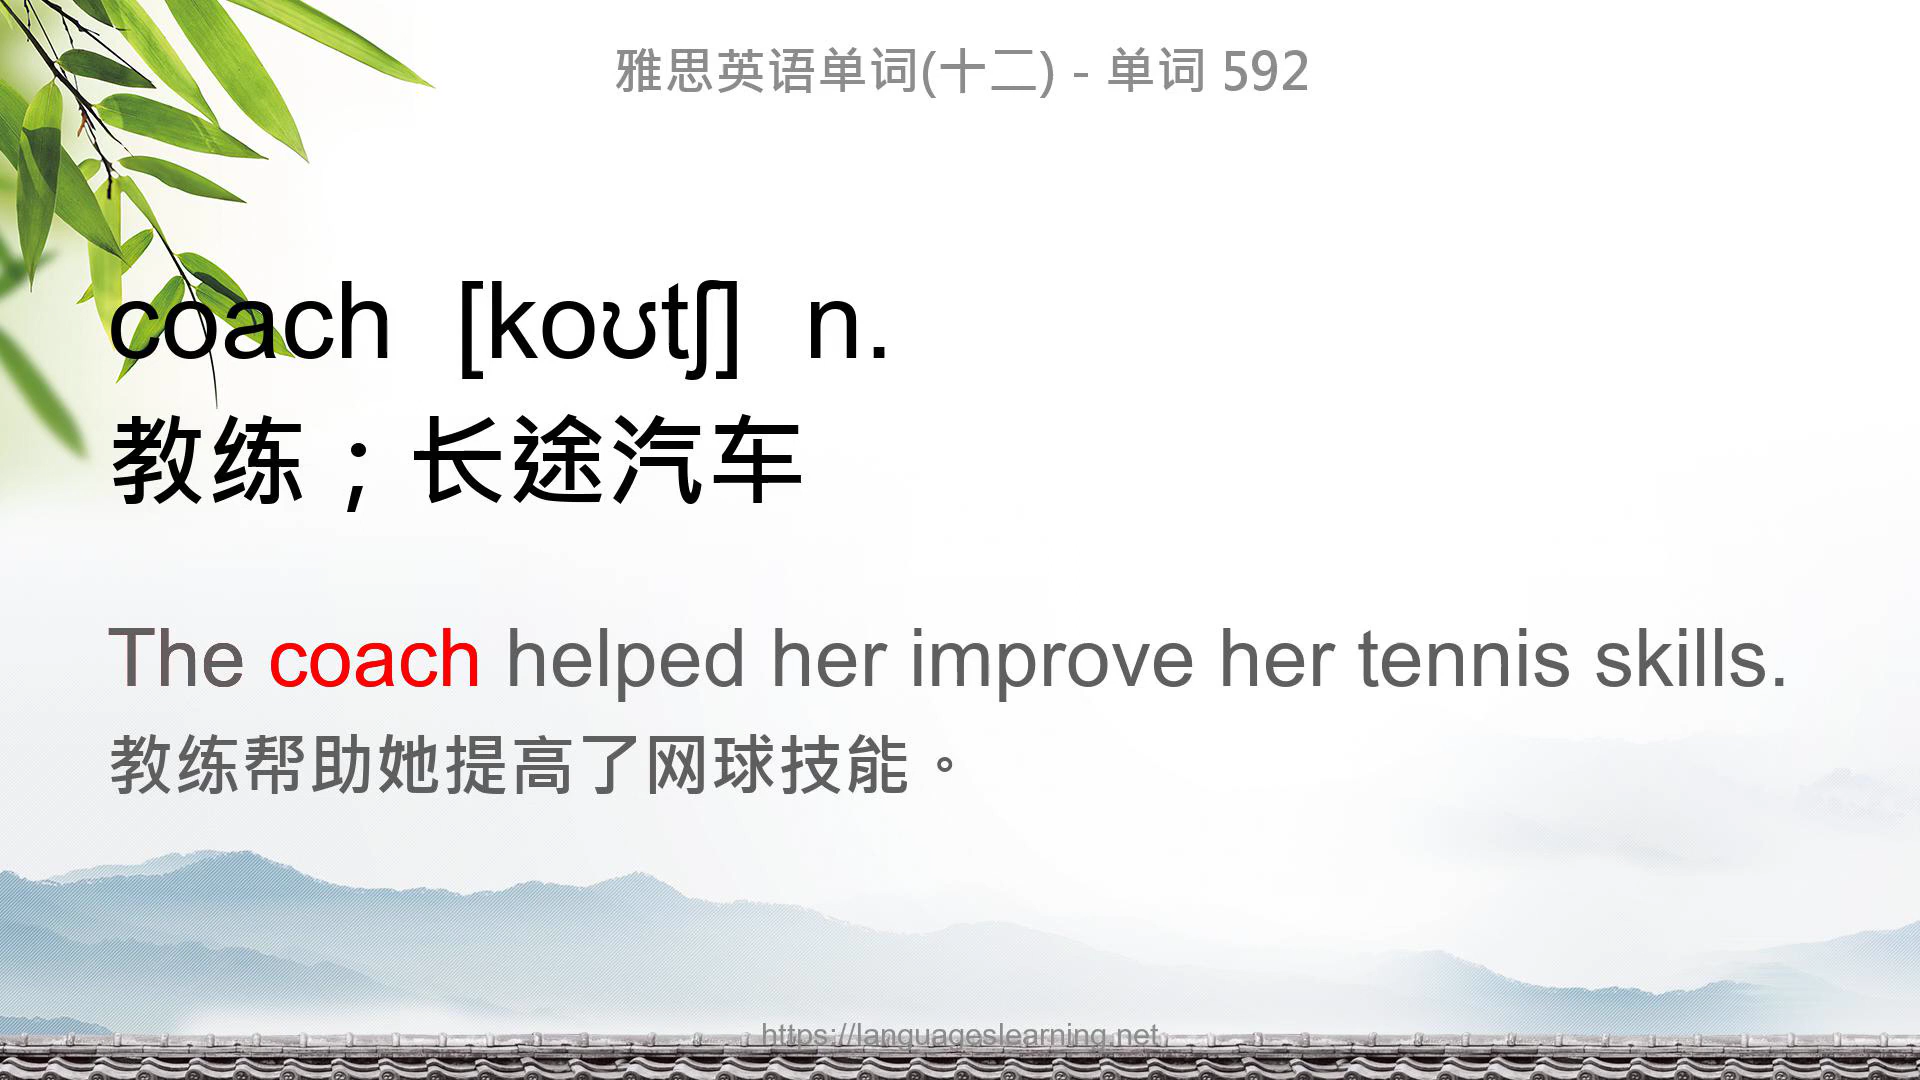 雅思英语单词(十二) - 单词 592
coach [koʊtʃ] n.
教练；长途汽车
The coach helped her improve her tennis skills.
教练帮助她提高了网球技能。
https://languageslearning.net